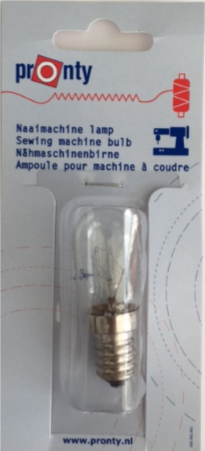 pronty
Naaimachine lamp
Sewing machine bulb
Nähmaschinenbirne
Ampoule pour machine à coudre
www.pronty.nl